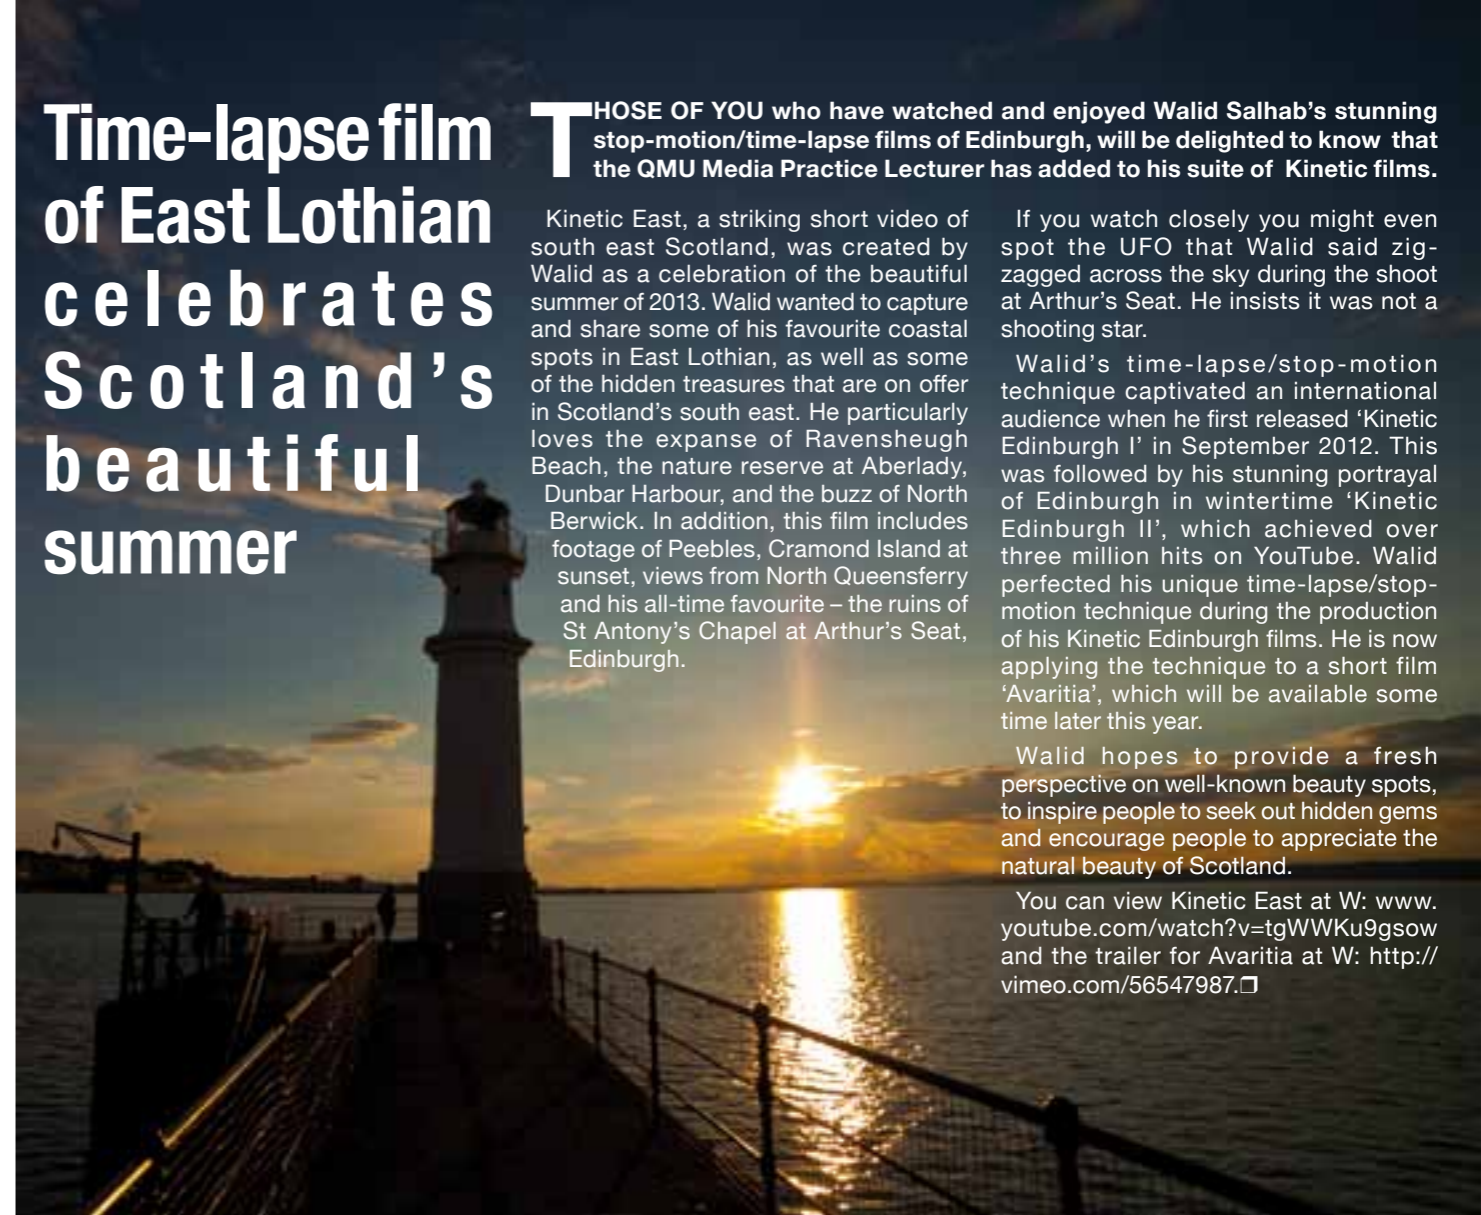 Time-lapse film
of East Lothian
celebrates
Scotland's
beautiful
summer
THOSE OF YOU who have watched and enjoyed Walid Salhab's stunning
stop-motion/time-lapse films of Edinburgh, will be delighted to know that
the QMU Media Practice Lecturer has added to his suite of Kinetic films.
Kinetic East, a striking short video of
south east Scotland, was created by
Walid as a celebration of the beautiful
summer of 2013. Walid wanted to capture
and share some of his favourite coastal
spots in East Lothian, as well as some
of the hidden treasures that are on offer
in Scotland's south east. He particularly
loves the expanse of Ravensheugh
Beach, the nature reserve at Aberlady,
Dunbar Harbour, and the buzz of North
Berwick. In addition, this film includes
footage of Peebles, Cramond Island at
sunset, views from North Queensferry
and his all-time favourite – the ruins of
St Antony's Chapel at Arthur's Seat,
Edinburgh.
If you watch closely you might even
spot the UFO that Walid said zig-
zagged across the sky during the shoot
at Arthur's Seat. He insists it was not a
shooting star.
Walid's time-lapse/stop-motion
technique captivated an international
audience when he first released ‘Kinetic
Edinburgh I’ in September 2012. This
was followed by his stunning portrayal
of Edinburgh in wintertime ‘Kinetic
Edinburgh II’, which achieved over
three million hits on YouTube. Walid
perfected his unique time-lapse/stop-
motion technique during the production
of his Kinetic Edinburgh films. He is now
applying the technique to a short film
‘Avaritia’, which will be available some
time later this year.
Walid hopes to provide a fresh
perspective on well-known beauty spots,
to inspire people to seek out hidden gems
and encourage people to appreciate the
natural beauty of Scotland.
You can view Kinetic East at W: www.
youtube.com/watch?v=tgWWKu9gsow
and the trailer for Avaritia at W: http://
vimeo.com/56547987.❒